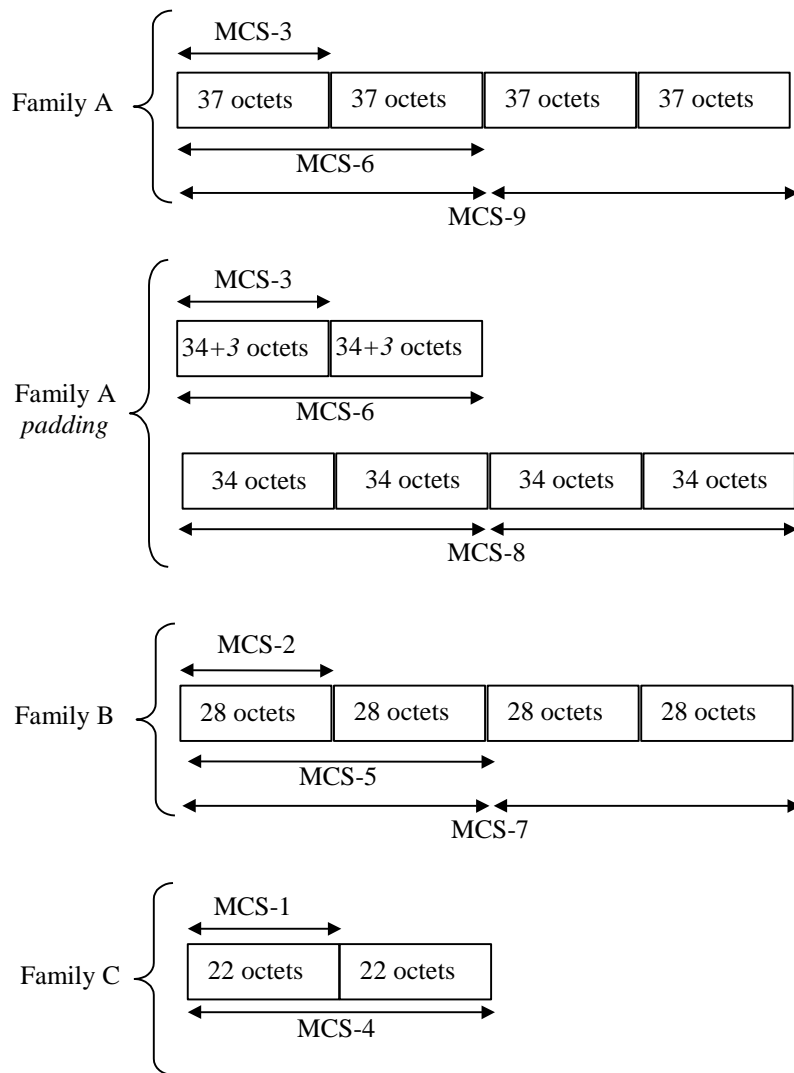 MCS-3
Family A
37 octets 37 octets 37 octets 37 octets
MCS-6
MCS-9
MCS-3
34+3 octets 34+3 octets
Family A
padding
MCS-6
34 octets 34 octets 34 octets 34 octets
MCS-8
MCS-2
Family B
28 octets 28 octets 28 octets 28 octets
MCS-5
MCS-7
MCS-1
Family C
22 octets 22 octets
MCS-4